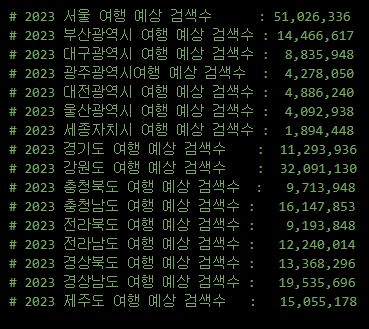 # 2023 서울 여행 예상 검색수 : 51,026,336
# 2023 부산광역시 여행 예상 검색수 : 14,466,617
# 2023 대구광역시 여행 예상 검색수 : 8,835,948
# 2023 광주광역시여행 예상 검색수 : 4,278,050
# 2023 대전광역시 여행 예상 검색수 : 4,886,240
# 2023 울산광역시 여행 예상 검색수 : 4,092,938
# 2023 세종자치시 여행 예상 검색수 : 1,894,448
# 2023 경기도 여행 예상 검색수 : 11,293,936
# 2023 강원도 여행 예상 검색수 : 32,091,130
# 2023 충청북도 여행 예상 검색수 : 9,713,948
# 2023 충청남도 여행 예상 검색수 : 16,147,853
# 2023 전라북도 여행 예상 검색수 : 9,193,848
# 2023 전라남도 여행 예상 검색수 : 12,240,014
# 2023 경상북도 여행 예상 검색수 : 13,368,296
# 2023 경상남도 여행 예상 검색수 : 19,535,696
# 2023 제주도 여행 예상 검색수 : 15,055,178